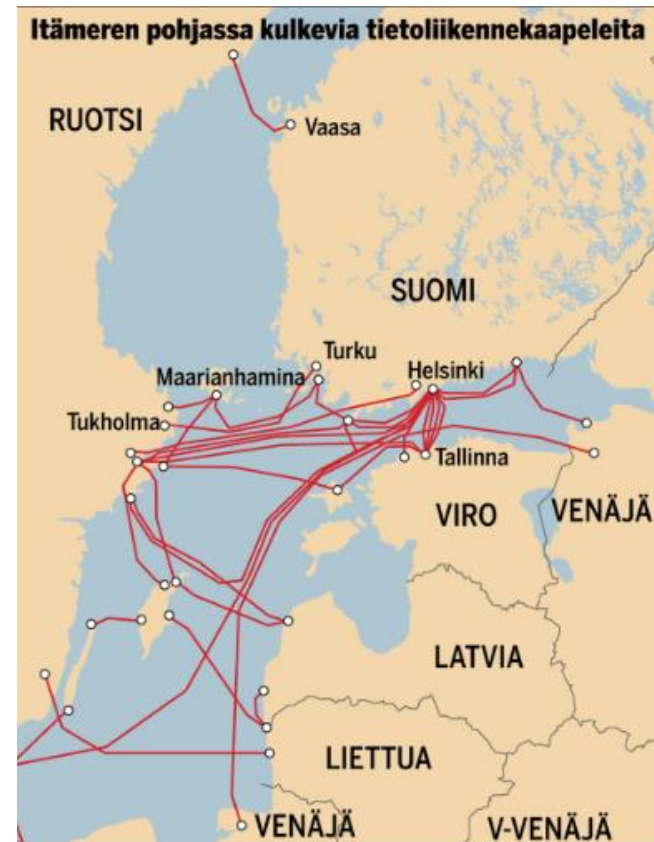 Itämeren pohjassa kulkevia tietoliikennekaapeleita
RUOTSI
Vaasa
SUOMI
Turku
Maarianhamina
Helsinki
Tukholma
Tallinna
VIRO
VENÄJÄ
LATVIA
LIETTUA
VENÄJÄ
V-VENÄJÄ